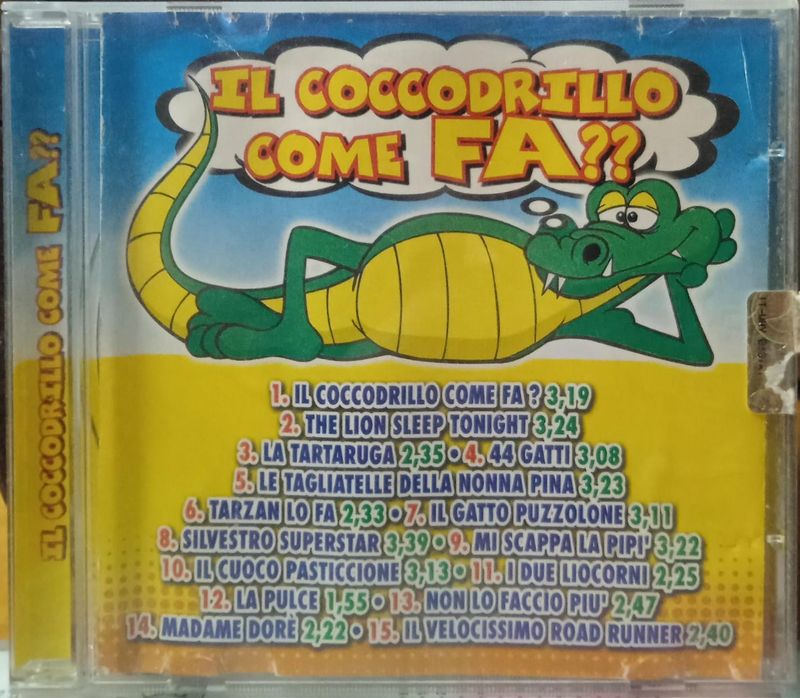 IL COCCODRILLO
COME FA??
IL COCCODRILLO COME FA??
1. IL COCCODRILLO COME FA ? 3,19
2. THE LION SLEEP TONIGHT 3,24
3. LA TARTARUGA 2,35 • 4. 44 GATTI 3,08
5. LE TAGLIATELLE DELLA NONNA PINA 3,23
6. TARZAN LO FA 2,33 • 7. IL GATTO PUZZOLONE 3,11
8. SILVESTRO SUPERSTAR 3,39 • 9. MI SCAPPA LA PIPI' 3,22
10. IL CUOCO PASTICCIONE 3,13 • 11. I DUE LIOCORNI 2,25
12. LA PULCE 1,55 • 13. NON LO FACCIO PIU' 2,47
14. MADAME DORÈ 2,22 • 15. IL VELOCISSIMO ROAD RUNNER 2,40